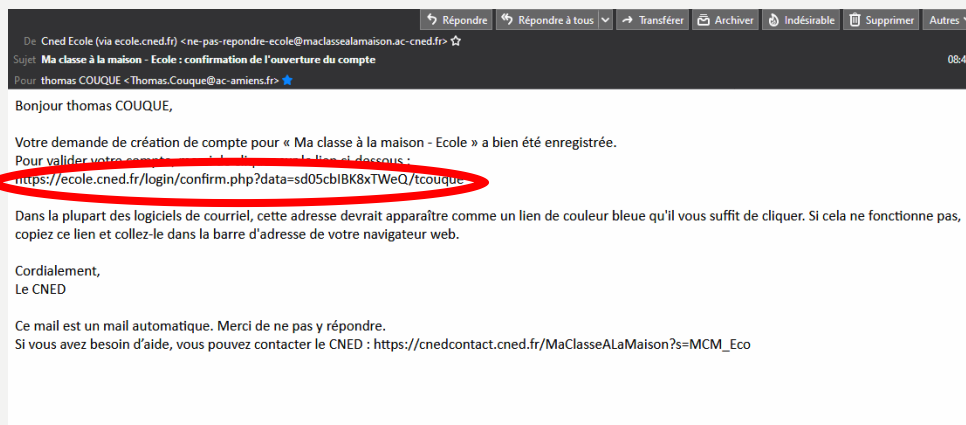 Répondre Répondre à tous Transférer Archiver Indésirable Supprimer Autres
De Cned Ecole (via ecole.cned.fr) <ne-pas-repondre-ecole@maclassealamaison.ac-cned.fr>
Sujet Ma classe à la maison - Ecole : confirmation de l'ouverture du compte 08:4
Pour thomas COUQUE <Thomas.Couque@ac-amiens.fr>
Bonjour thomas COUQUE,
Votre demande de création de compte pour « Ma classe à la maison - Ecole » a bien été enregistrée.
Pour valider votre compte, ci-dessous :
https://ecole.cned.fr/login/confirm.php?data=sd05cbIBK8xTWeQ/tcouque
Dans la plupart des logiciels de courriel, cette adresse devrait apparaître comme un lien de couleur bleue qu'il vous suffit de cliquer. Si cela ne fonctionne pas,
copiez ce lien et collez-le dans la barre d'adresse de votre navigateur web.
Cordialement,
Le CNED
Ce mail est un mail automatique. Merci de ne pas y répondre.
Si vous avez besoin d'aide, vous pouvez contacter le CNED : https://cnedcontact.cned.fr/MaClasseALaMaison?s=MCM_Eco